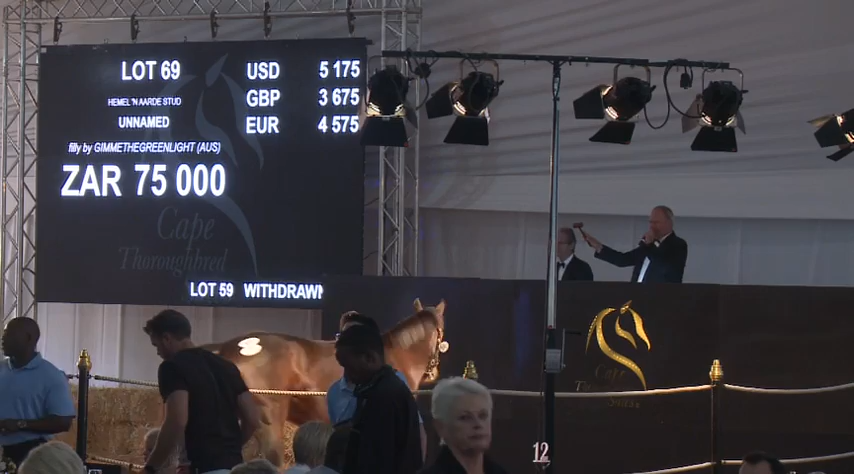 LOT 69
HEMEL 'N AARDE STUD
UNNAMED
filly by GIMMETHEGREENLIGHT (AUS)
ZAR 75 000
USD 5 175
GBP 3 675
EUR 4 575
Cape
Thoroughbred
LOT 59 WITHDRAWN
Cape
12